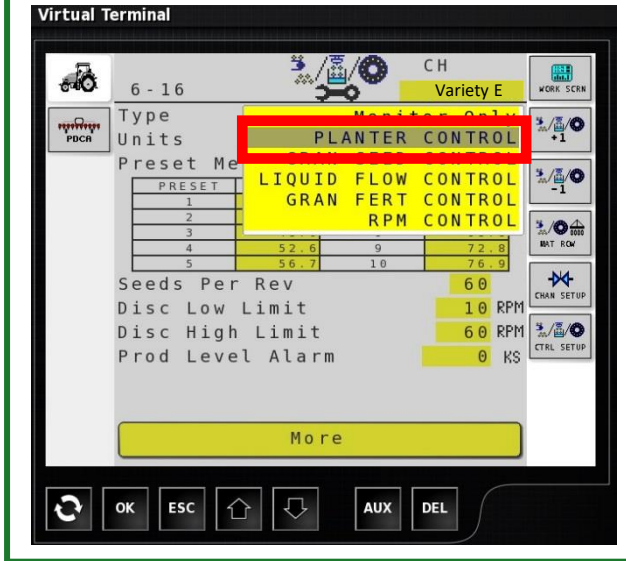 Virtual Terminal
CH
6-16
Variety E
WORK SCRN
Type
Monitor Only
PDCA
Units
PLANTER CONTROL
+1
Preset Me
LIQUID FLOW CONTROL
-1
PRESET
1
GRAN FERT CONTROL
2
RPM CONTROL
3
MAT ROW
4 52.6 9 72.8
5 56.7 10 76.9
Seeds Per Rev 60
CHAN SETUP
Disc Low Limit 10 RPM
Disc High Limit 60 RPM
CTRL SETUP
Prod Level Alarm 0 KS
More
OK ESC AUX DEL